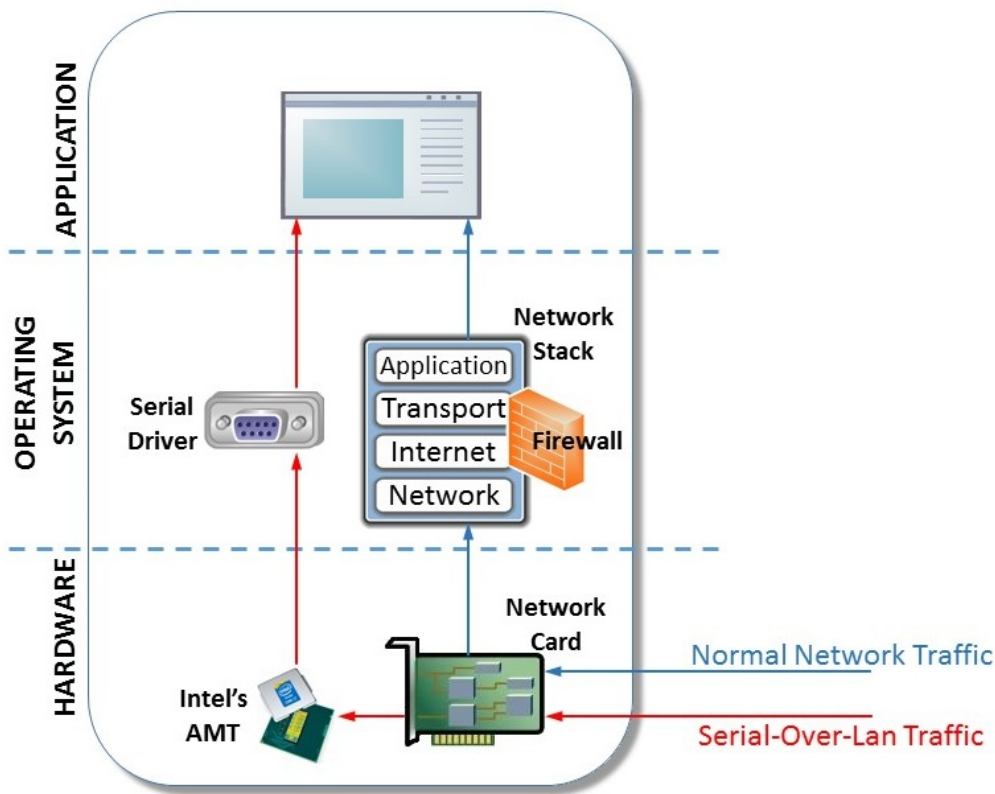 APPLICATION
OPERATING
SYSTEM
HARDWARE
Network
Stack
Application
Transport
Internet
Network
Firewall
Serial
Driver
Network
Card
Intel's
AMT
Normal Network Traffic
Serial-Over-Lan Traffic